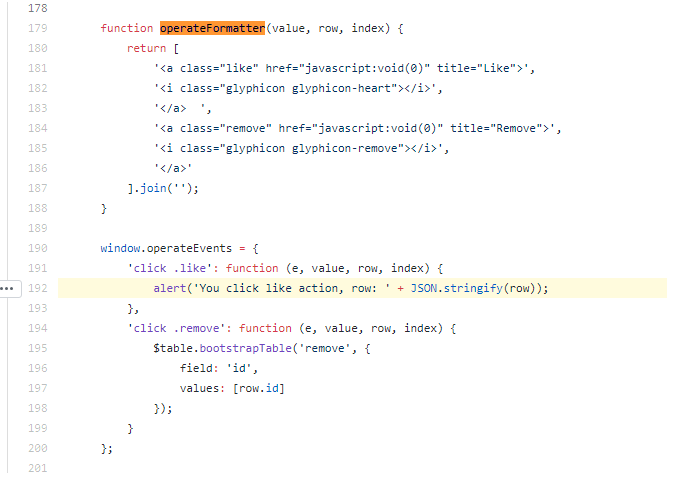 178
179 function operateFormatter(value, row, index) {
180 return [
181 '<a class="like" href="javascript:void(0)" title="Like">',
182 '<i class="glyphicon glyphicon-heart"></i>',
183 '</a>  ',
184 '<a class="remove" href="javascript:void(0)" title="Remove">',
185 '<i class="glyphicon glyphicon-remove"></i>',
186 '</a>'
187 ].join('');
188 }
189
190 window.operateEvents = {
191 'click .like': function (e, value, row, index) {
192 alert('You click like action, row: ' + JSON.stringify(row));
193 },
194 'click .remove': function (e, value, row, index) {
195 $table.bootstrapTable('remove', {
196 field: 'id',
197 values: [row.id]
198 });
199 }
200 };
201